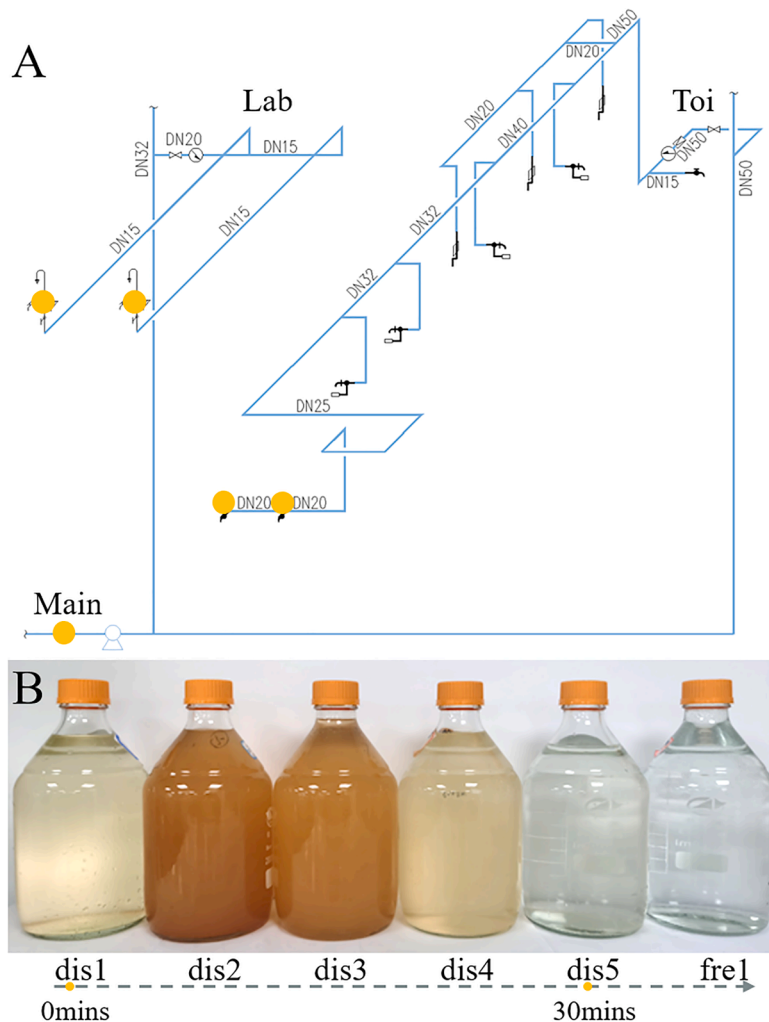 A
Lab
Toi
DN50
DN20
DN20
DN32
DN15
DN20
DN40
DN50
DN15
DN50
DN15
DN15
DN32
DN32
DN25
DN20
DN20
Main
B
dis1
dis2
dis3
dis4
dis5
fre1
0mins
30mins